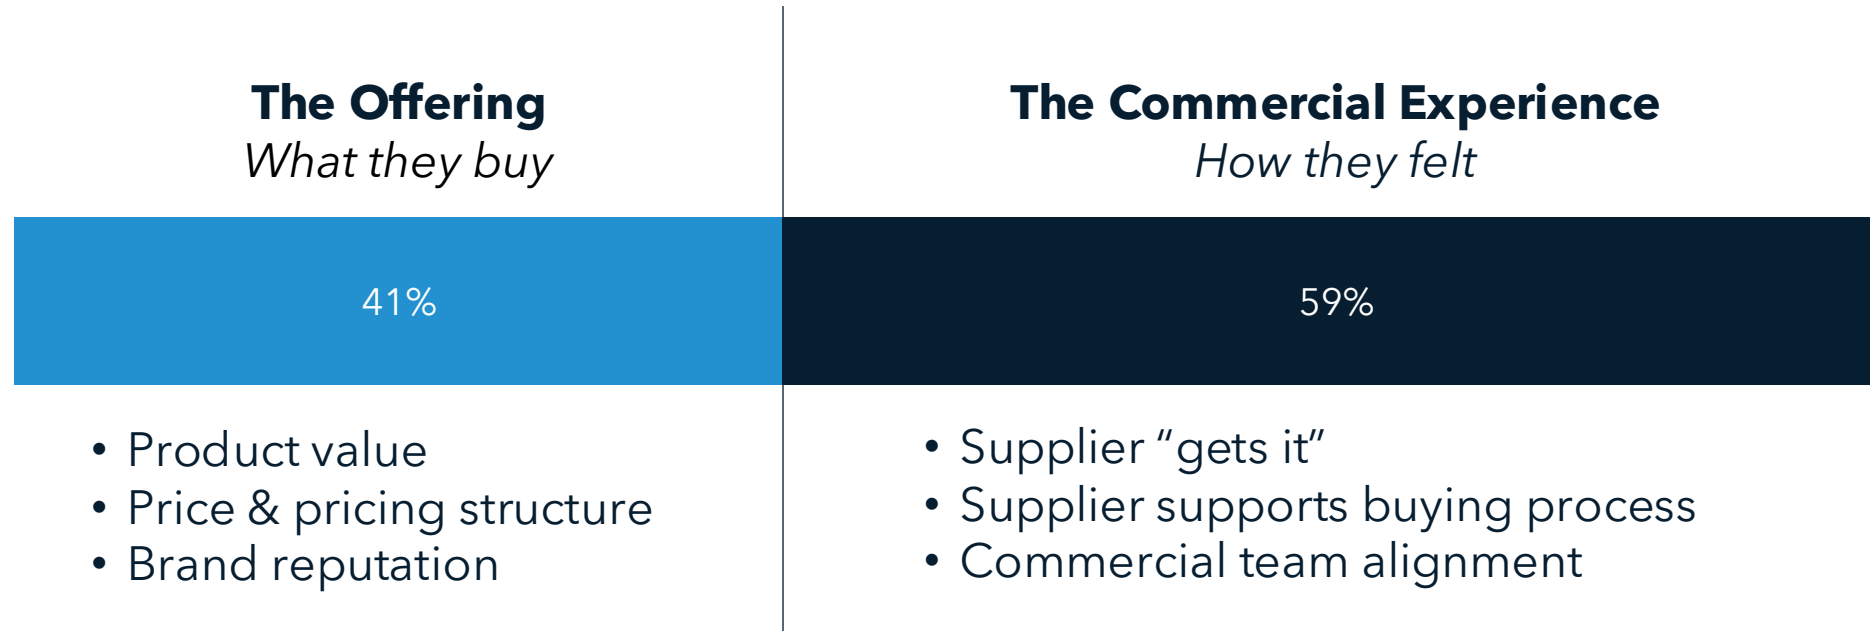 The Offering
What they buy
41%
• Product value
• Price & pricing structure
• Brand reputation
The Commercial Experience
How they felt
59%
• Supplier “gets it”
• Supplier supports buying process
• Commercial team alignment